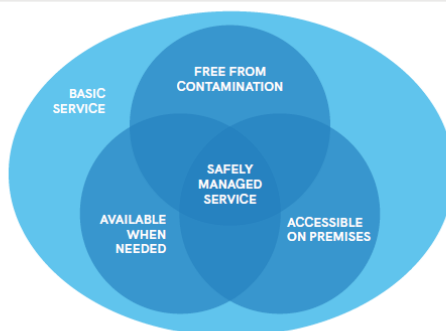 FREE FROM
CONTAMINATION
BASIC
SERVICE
SAFELY
MANAGED
SERVICE
AVAILABLE
WHEN
NEEDED
ACCESSIBLE
ON PREMISES